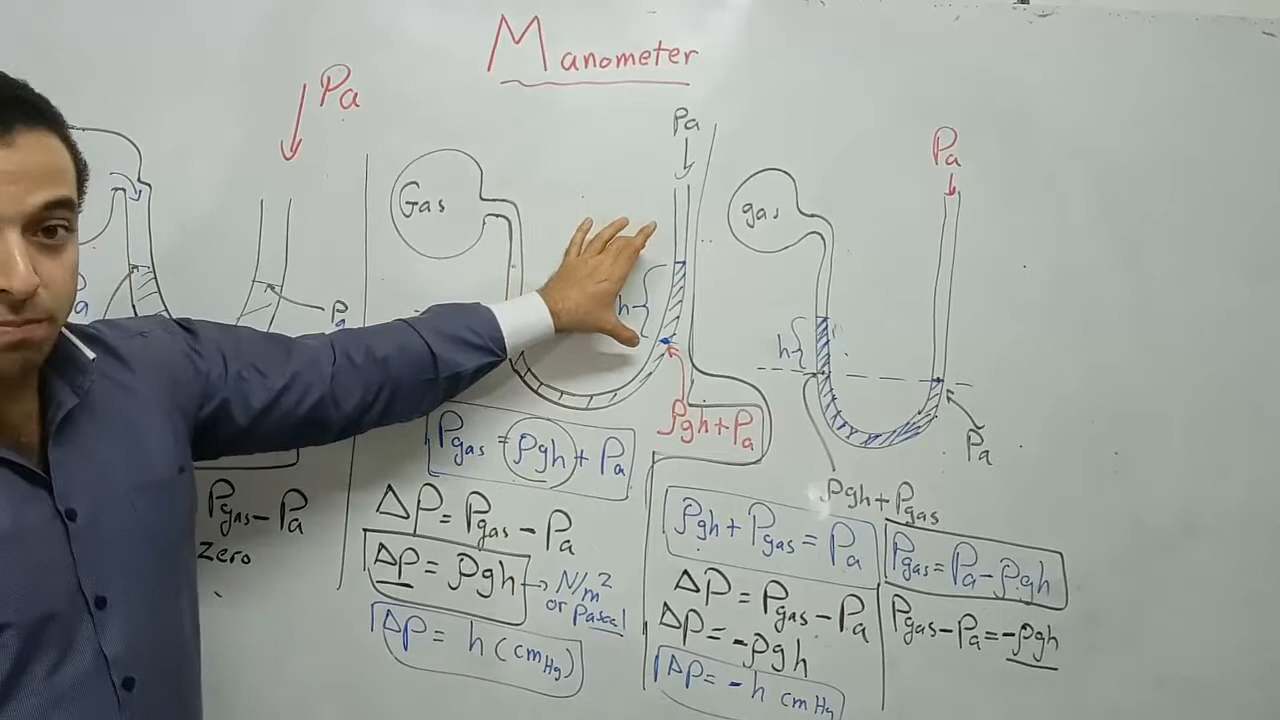 Manometer
Pa
Pa
Pgas - Pa
zero
Gas
Pa
h
ρgh + Pa
Pgas = ρgh + Pa
ΔP = Pgas - Pa
ΔP = ρgh → N/m²
or Pascal
ΔP = h (cmHg)
gas
Pa
h
Pa
ρgh + Pgas
ρgh + Pgas = Pa
ΔP = Pgas - Pa
ΔP = -ρgh
ΔP = -h cmHg
Pgas = Pa - ρgh
Pgas - Pa = -ρgh